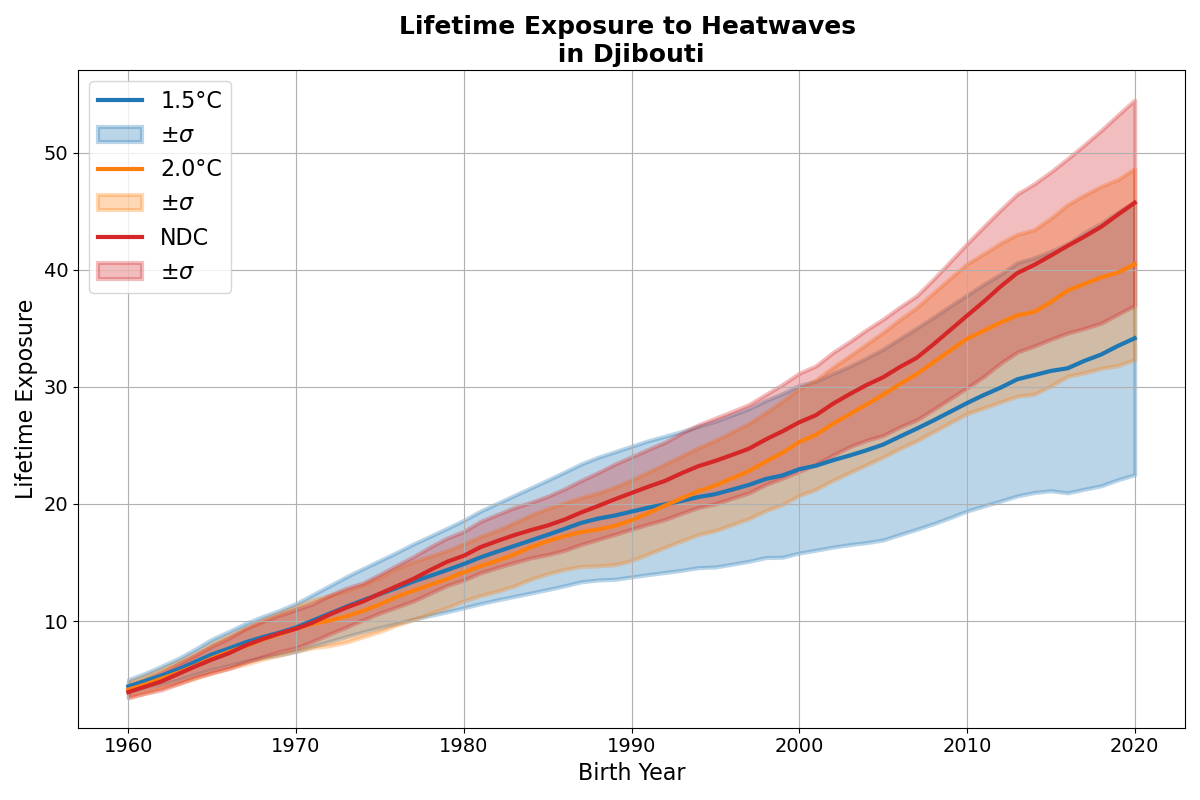 Lifetime Exposure to Heatwaves
in Djibouti
1.5°C
±σ
2.0°C
±σ
NDC
±σ
Lifetime Exposure
50
40
30
20
10
1960 1970 1980 1990 2000 2010 2020
Birth Year